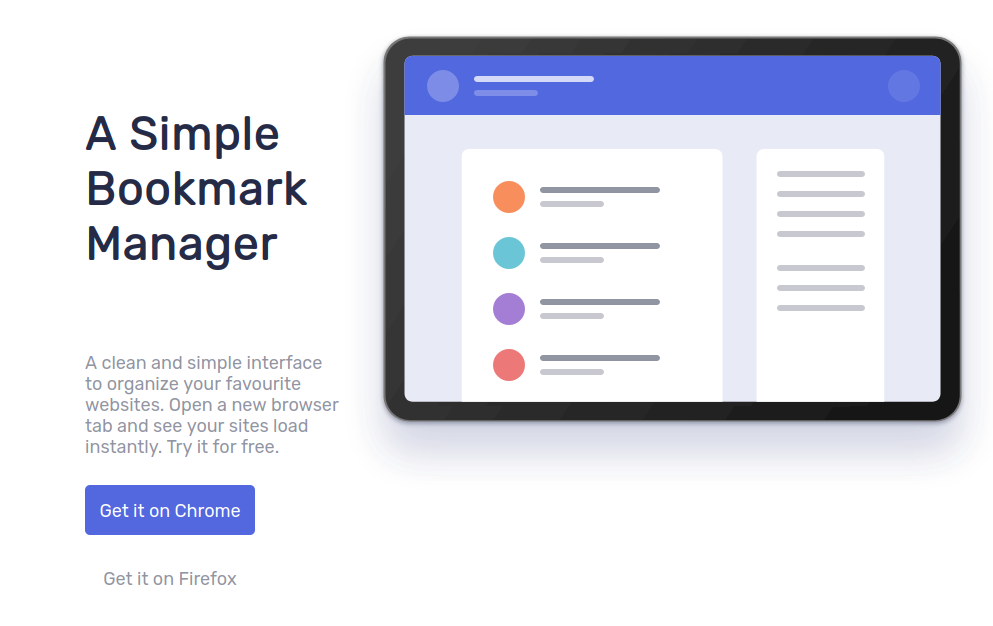 A Simple
Bookmark
Manager
A clean and simple interface
to organize your favourite
websites. Open a new browser
tab and see your sites load
instantly. Try it for free.
Get it on Chrome
Get it on Firefox